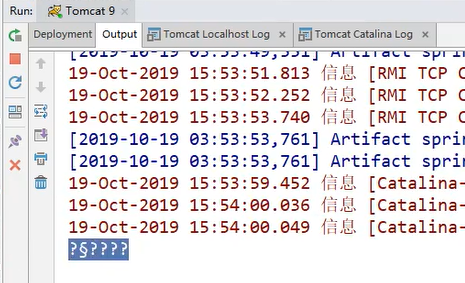 Run: Tomcat 9
Deployment Output Tomcat Localhost Log Tomcat Catalina Log
[2019-10-19 03:53:49,551] Artifact sprin
19-Oct-2019 15:53:51.813 信息 [RMI TCP C
19-Oct-2019 15:53:52.252 信息 [RMI TCP C
19-Oct-2019 15:53:53.740 信息 [RMI TCP C
[2019-10-19 03:53:53,761] Artifact sprin
[2019-10-19 03:53:53,761] Artifact sprin
19-Oct-2019 15:53:59.452 信息 [Catalina-
19-Oct-2019 15:54:00.036 信息 [Catalina-
19-Oct-2019 15:54:00.049 信息 [Catalina-
?§????